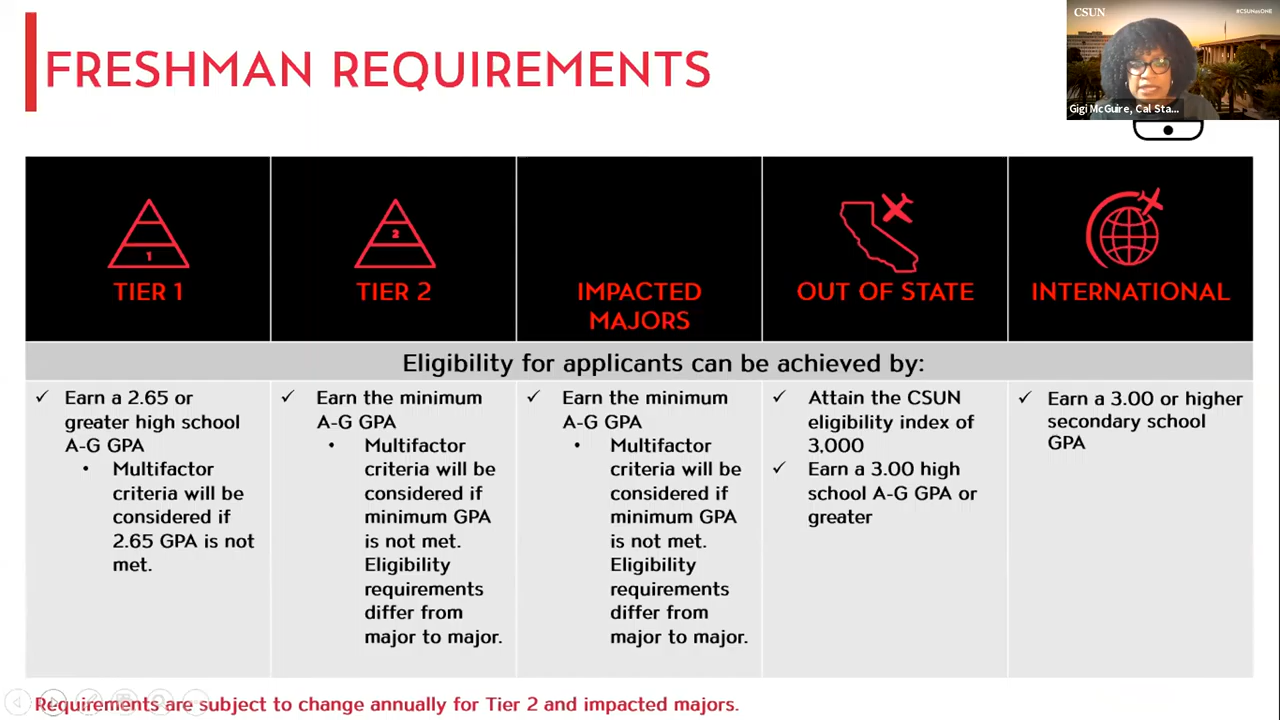 FRESHMAN REQUIREMENTS
CSUN
#CSUNasONE
Gigi McGuire, Cal Sta...
1
TIER 1
2
TIER 2
IMPACTED
MAJORS
OUT OF STATE
INTERNATIONAL
Eligibility for applicants can be achieved by:
✓ Earn a 2.65 or
greater high school
A-G GPA
• Multifactor
criteria will be
considered if
2.65 GPA is not
met.
✓ Earn the minimum
A-G GPA
• Multifactor
criteria will be
considered if
minimum GPA
is not met.
Eligibility
requirements
differ from
major to major.
✓ Earn the minimum
A-G GPA
• Multifactor
criteria will be
considered if
minimum GPA
is not met.
Eligibility
requirements
differ from
major to major.
✓ Attain the CSUN
eligibility index of
3,000
✓ Earn a 3.00 high
school A-G GPA or
greater
✓ Earn a 3.00 or higher
secondary school
GPA
Requirements are subject to change annually for Tier 2 and impacted majors.